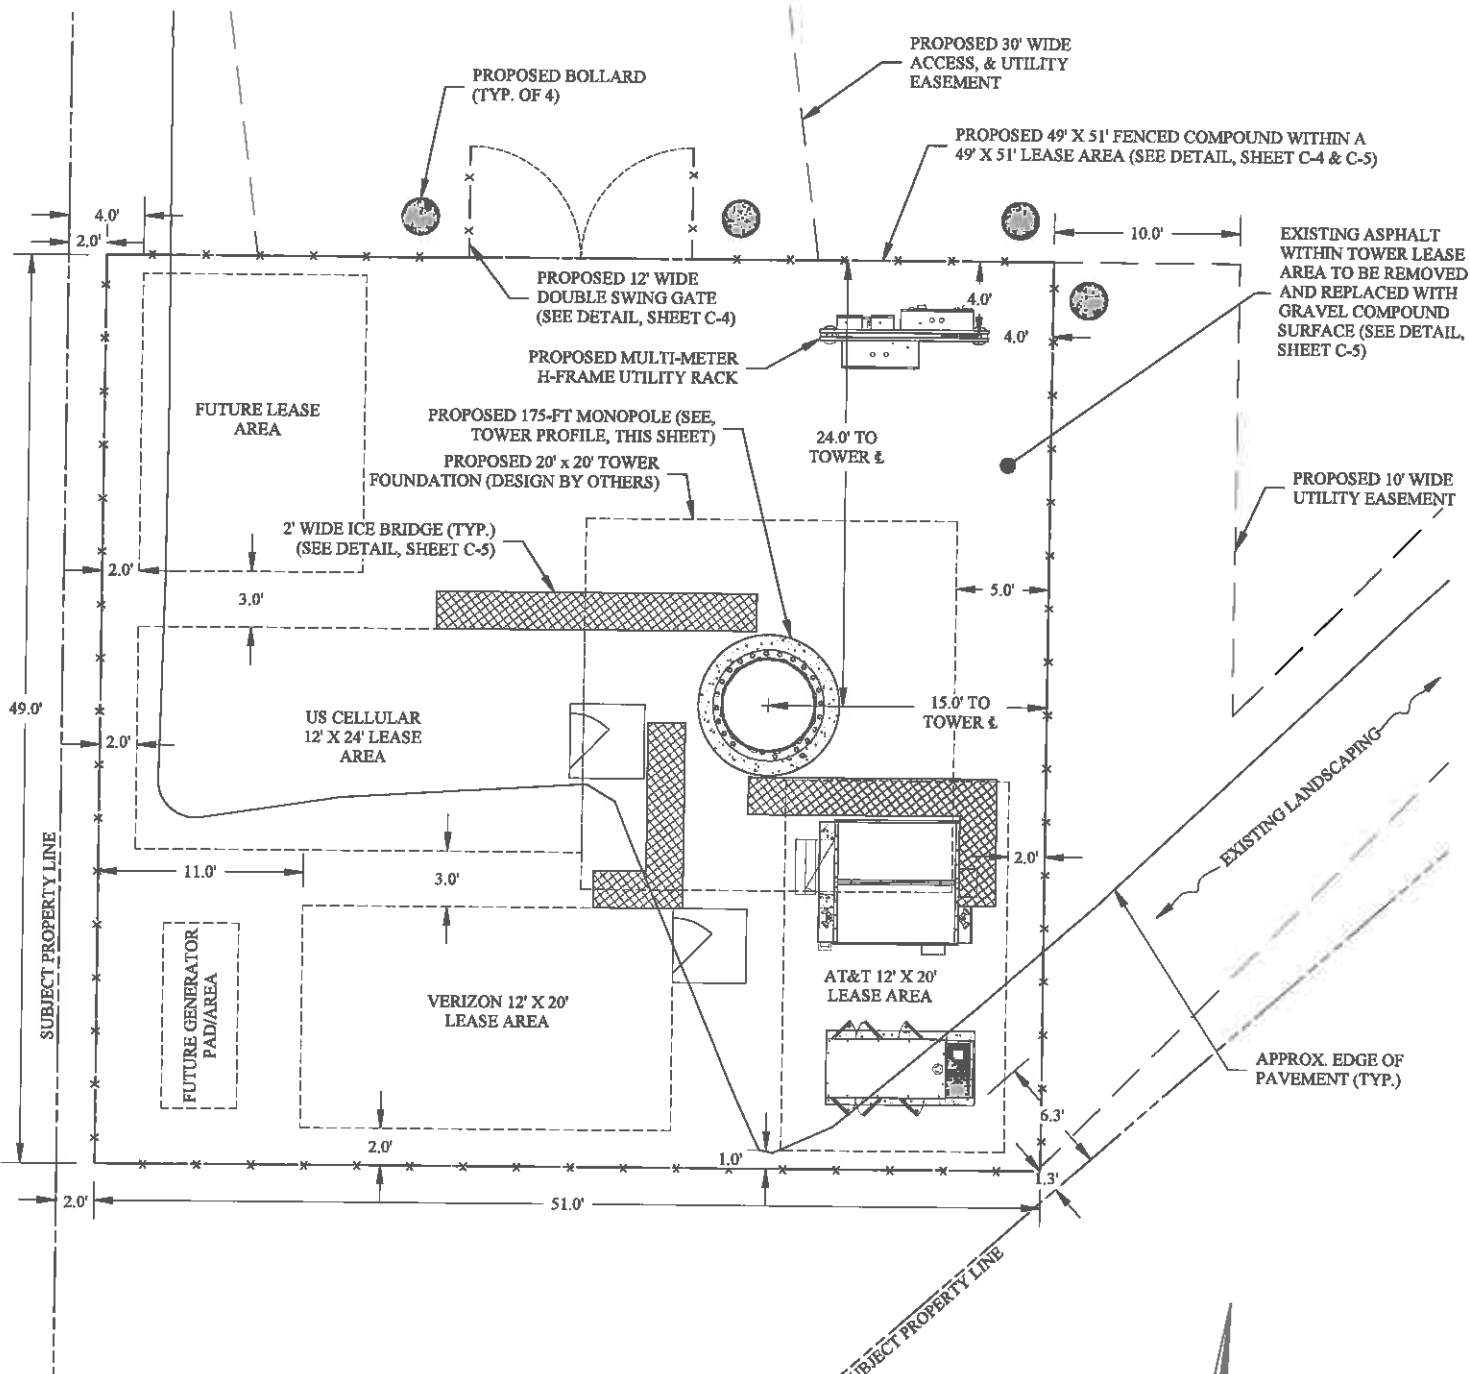 PROPOSED 30' WIDE
ACCESS, & UTILITY
EASEMENT
PROPOSED BOLLARD
(TYP. OF 4)
PROPOSED 49' X 51' FENCED COMPOUND WITHIN A
49' X 51' LEASE AREA (SEE DETAIL, SHEET C-4 & C-5)
4.0'
2.0'
10.0'
EXISTING ASPHALT
WITHIN TOWER LEASE
AREA TO BE REMOVED
AND REPLACED WITH
GRAVEL COMPOUND
SURFACE (SEE DETAIL,
SHEET C-5)
PROPOSED 12' WIDE
DOUBLE SWING GATE
(SEE DETAIL, SHEET C-4)
4.0'
4.0'
PROPOSED MULTI-METER
H-FRAME UTILITY RACK
FUTURE LEASE
AREA
PROPOSED 175-FT MONOPOLE (SEE,
TOWER PROFILE, THIS SHEET)
24.0' TO
TOWER ℄
PROPOSED 20' x 20' TOWER
FOUNDATION (DESIGN BY OTHERS)
PROPOSED 10' WIDE
UTILITY EASEMENT
2' WIDE ICE BRIDGE (TYP.)
(SEE DETAIL, SHEET C-5)
2.0'
3.0'
5.0'
49.0'
US CELLULAR
12' X 24' LEASE
AREA
15.0' TO
TOWER ℄
2.0'
EXISTING LANDSCAPING
11.0'
3.0'
2.0'
SUBJECT PROPERTY LINE
FUTURE GENERATOR
PAD/AREA
VERIZON 12' X 20'
LEASE AREA
AT&T 12' X 20'
LEASE AREA
APPROX. EDGE OF
PAVEMENT (TYP.)
6.3'
2.0'
1.0'
1.3'
2.0'
51.0'
SUBJECT PROPERTY LINE